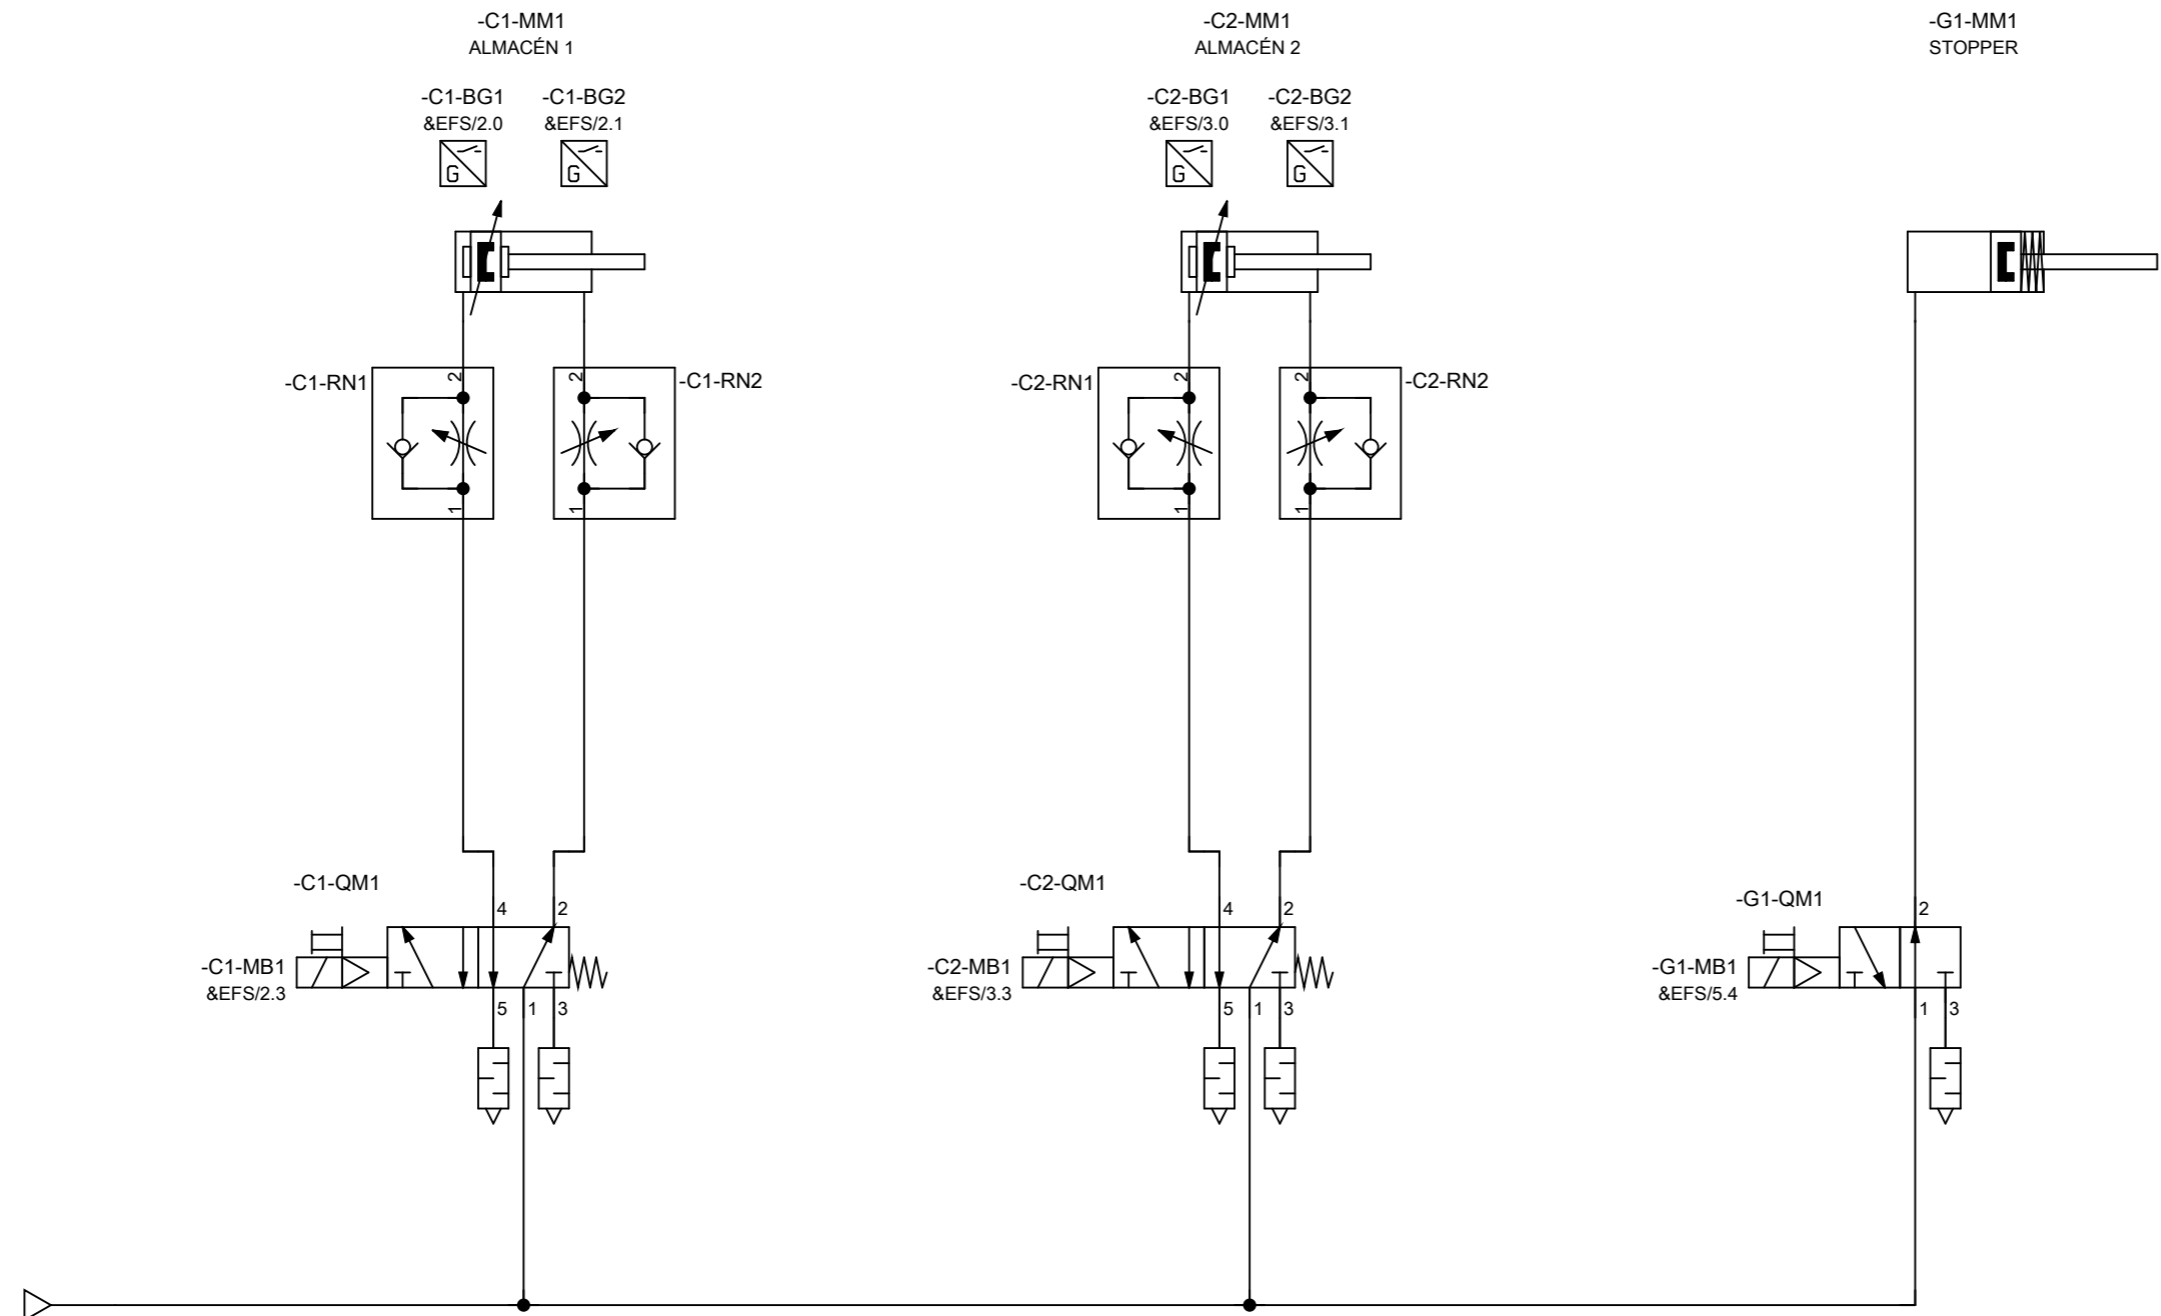 -C1-MM1
ALMACÉN 1
-C2-MM1
ALMACÉN 2
-G1-MM1
STOPPER
-C1-BG1
&EFS/2.0
-C1-BG2
&EFS/2.1
-C2-BG1
&EFS/3.0
-C2-BG2
&EFS/3.1
G
G
G
G
-C1-RN1
2
1
2
1
-C1-RN2
-C2-RN1
2
1
2
1
-C2-RN2
-C1-QM1
4
2
-C1-MB1
&EFS/2.3
5
1
3
-C2-QM1
4
2
-C2-MB1
&EFS/3.3
5
1
3
-G1-QM1
2
-G1-MB1
&EFS/5.4
1
3